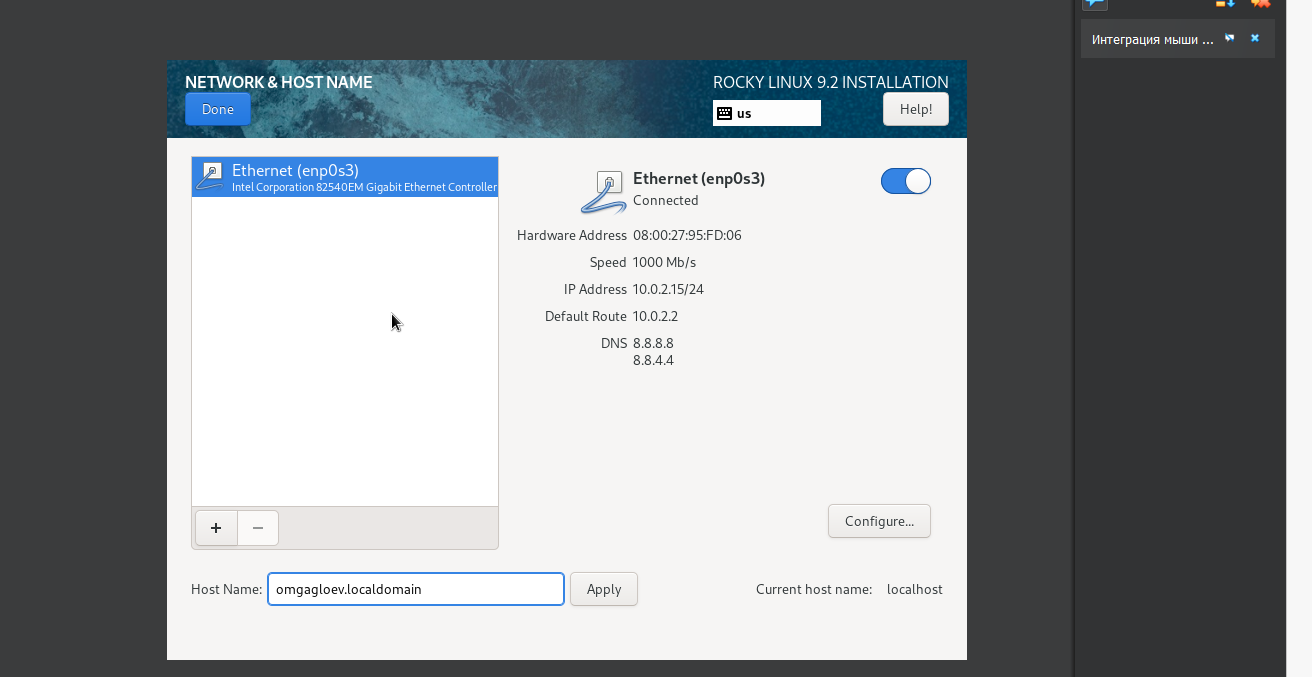 Интеграция мыши ...
NETWORK & HOST NAME
ROCKY LINUX 9.2 INSTALLATION
Done
us
Help!
Ethernet (enp0s3)
Intel Corporation 82540EM Gigabit Ethernet Controller
Ethernet (enp0s3)
Connected
Hardware Address 08:00:27:95:FD:06
Speed 1000 Mb/s
IP Address 10.0.2.15/24
Default Route 10.0.2.2
DNS 8.8.8.8
8.8.4.4
+ −
Configure...
Host Name: omgagloev.localdomain Apply Current host name: localhost